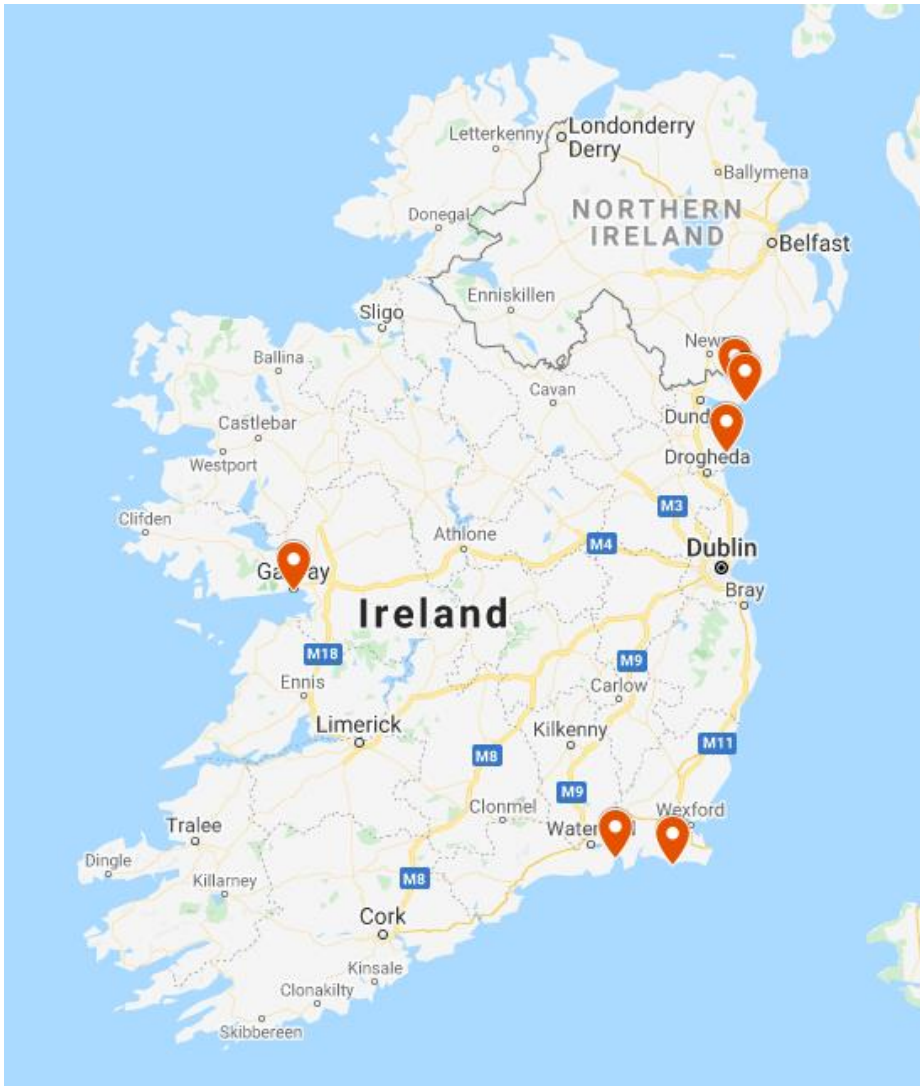 Londonderry
Derry
Letterkenny
Ballymena
Donegal
NORTHERN
IRELAND
Belfast
Enniskillen
Sligo
Ballina
Cavan
Castlebar
Westport
Drogheda
M3
Clifden
Athlone
M4
Dublin
Bray
Ireland
M18
M9
Ennis
Carlow
Limerick
Kilkenny
M11
M8
M9
Clonmel
Wexford
Tralee
Dingle
Killarney
M8
Cork
Kinsale
Clonakilty
Skibbereen